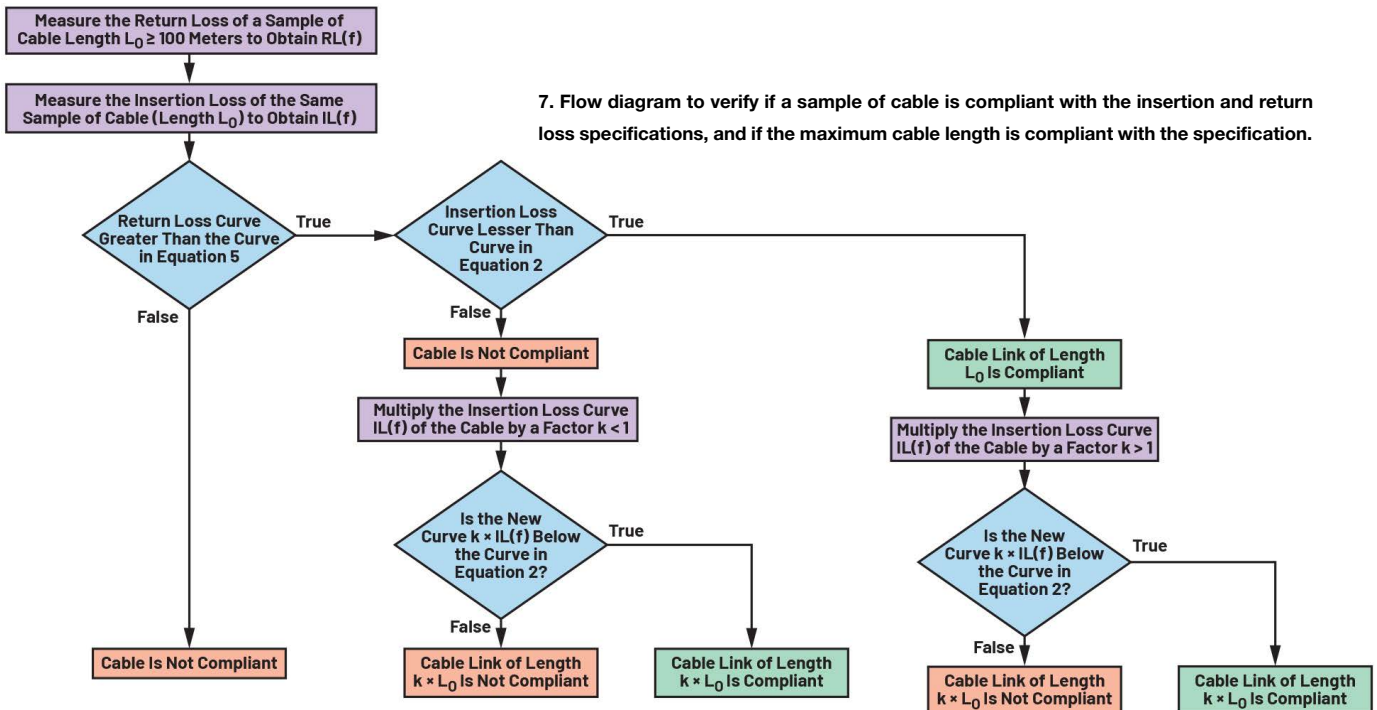 Measure the Return Loss of a Sample of
Cable Length L₀ ≥ 100 Meters to Obtain RL(f)
Measure the Insertion Loss of the Same
Sample of Cable (Length L₀) to Obtain IL(f)
7. Flow diagram to verify if a sample of cable is compliant with the insertion and return
loss specifications, and if the maximum cable length is compliant with the specification.
Return Loss Curve
Greater Than the Curve
in Equation 5
True
False
Cable Is Not Compliant
Insertion Loss
Curve Lesser Than
Curve in
Equation 2
True
False
Cable Is Not Compliant
Multiply the Insertion Loss Curve
IL(f) of the Cable by a Factor k < 1
Is the New
Curve k × IL(f) Below
the Curve in
Equation 2?
True
False
Cable Link of Length
k × L₀ Is Not Compliant
Cable Link of Length
k × L₀ Is Compliant
Cable Link of Length
L₀ Is Compliant
Multiply the Insertion Loss Curve
IL(f) of the Cable by a Factor k > 1
Is the New
Curve k × IL(f) Below
the Curve in
Equation 2?
True
False
Cable Link of Length
k × L₀ Is Not Compliant
Cable Link of Length
k × L₀ Is Compliant